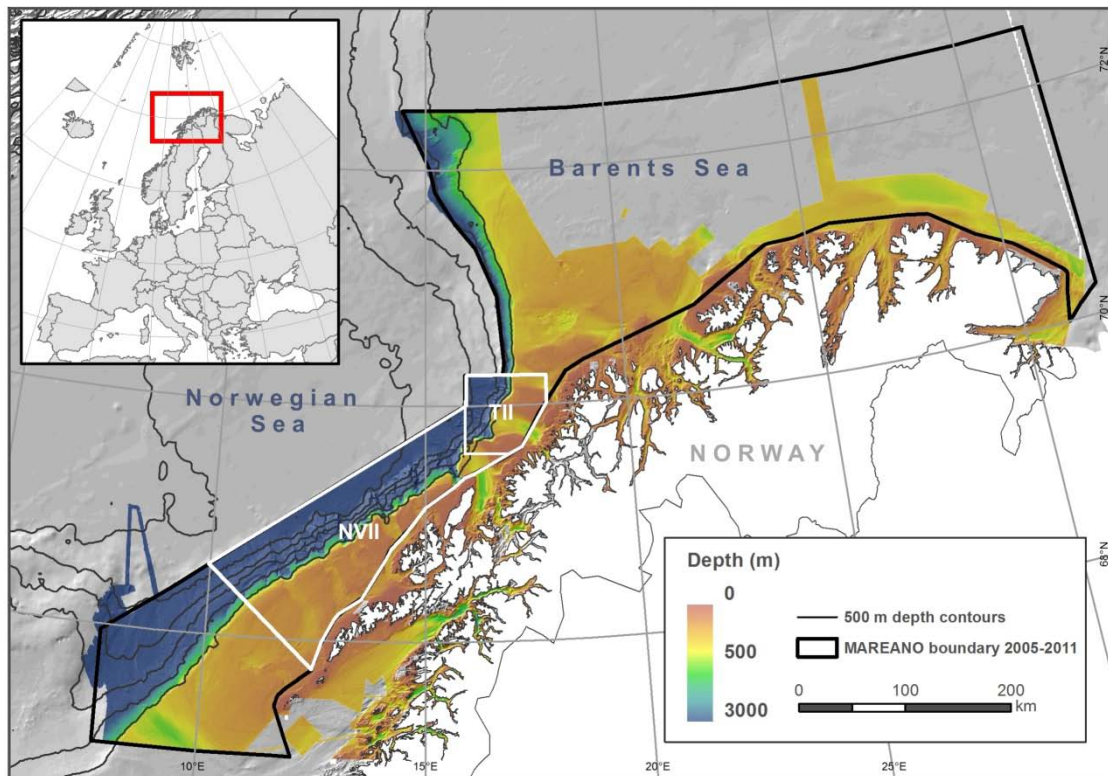 72°N
Barents Sea
70°N
Norwegian
Sea
TII
NORWAY
NVII
68°N
Depth (m)
0
500
3000
500 m depth contours
MAREANO boundary 2005-2011
0 100 200
km
10°E 15°E 20°E 25°E